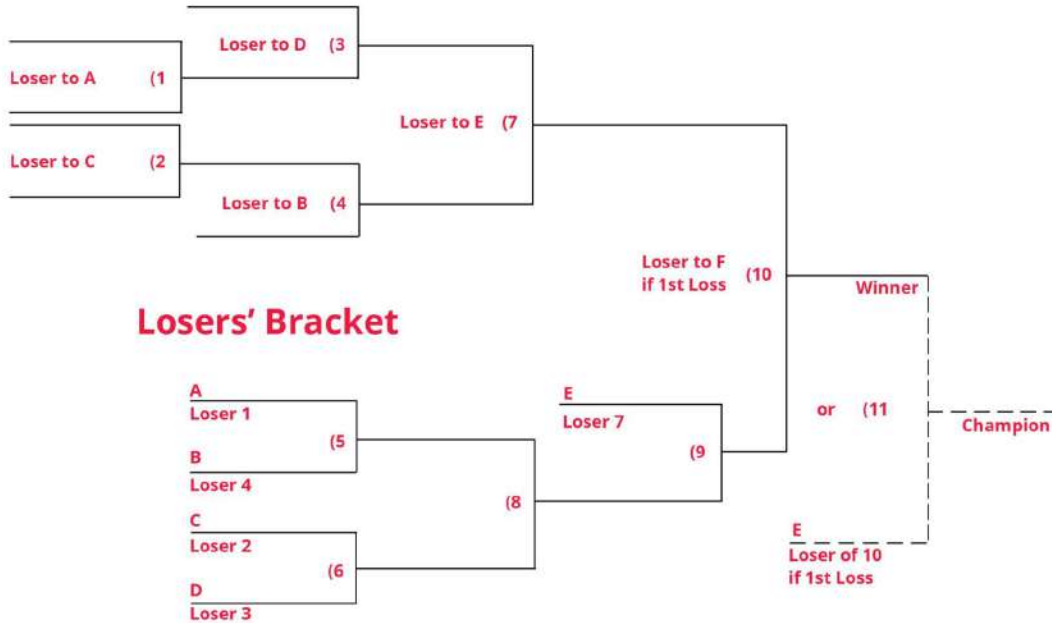 Loser to D (3
Loser to A (1
Loser to E (7
Loser to C (2
Loser to B (4
Loser to F
if 1st Loss (10
Winner
Losers' Bracket
A
Loser 1
(5
B
Loser 4
E
Loser 7
(9
or (11
Champion
(8
C
Loser 2
(6
D
Loser 3
E
Loser of 10
if 1st Loss